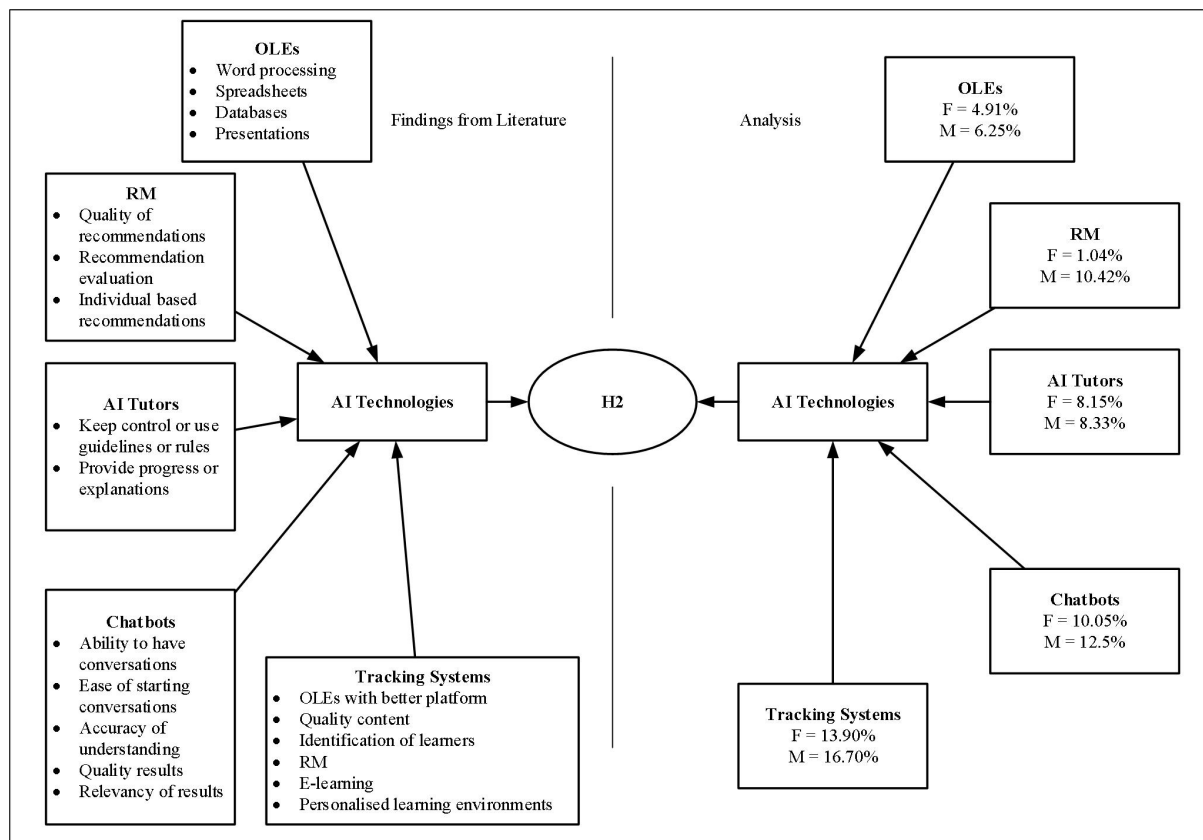 OLEs
• Word processing
• Spreadsheets
• Databases
• Presentations
Findings from Literature
RM
• Quality of
recommendations
• Recommendation
evaluation
• Individual based
recommendations
AI Tutors
• Keep control or use
guidelines or rules
• Provide progress or
explanations
Chatbots
• Ability to have
conversations
• Ease of starting
conversations
• Accuracy of
understanding
• Quality results
• Relevancy of results
Tracking Systems
• OLEs with better platform
• Quality content
• Identification of learners
• RM
• E-learning
• Personalised learning environments
AI Technologies
H2
Analysis
AI Technologies
OLEs
F = 4.91%
M = 6.25%
RM
F = 1.04%
M = 10.42%
AI Tutors
F = 8.15%
M = 8.33%
Chatbots
F = 10.05%
M = 12.5%
Tracking Systems
F = 13.90%
M = 16.70%